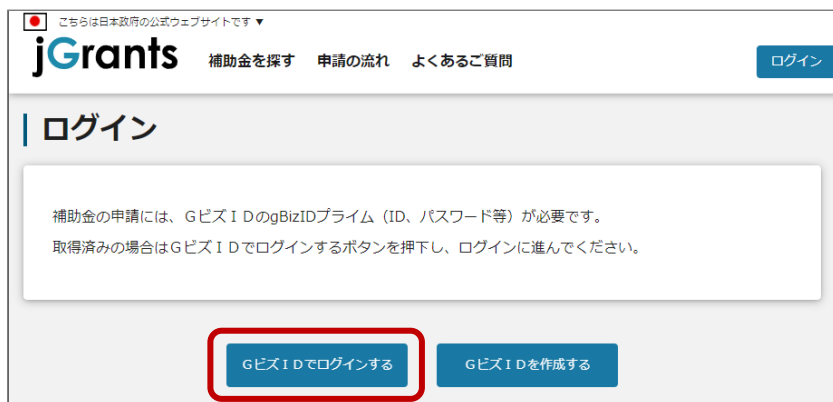 こちらは日本政府の公式ウェブサイトです ▼
jGrants 補助金を探す 申請の流れ よくあるご質問 ログイン
ログイン
補助金の申請には、GビズIDのgBizIDプライム（ID、パスワード等）が必要です。
取得済みの場合はGビズIDでログインするボタンを押下し、ログインに進んでください。
GビズIDでログインする GビズIDを作成する